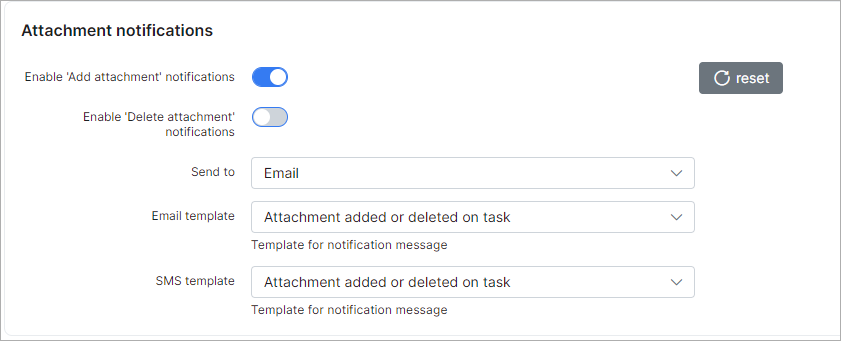 Attachment notifications
Enable 'Add attachment' notifications
reset
Enable 'Delete attachment'
notifications
Send to
Email
Email template
Attachment added or deleted on task
Template for notification message
SMS template
Attachment added or deleted on task
Template for notification message